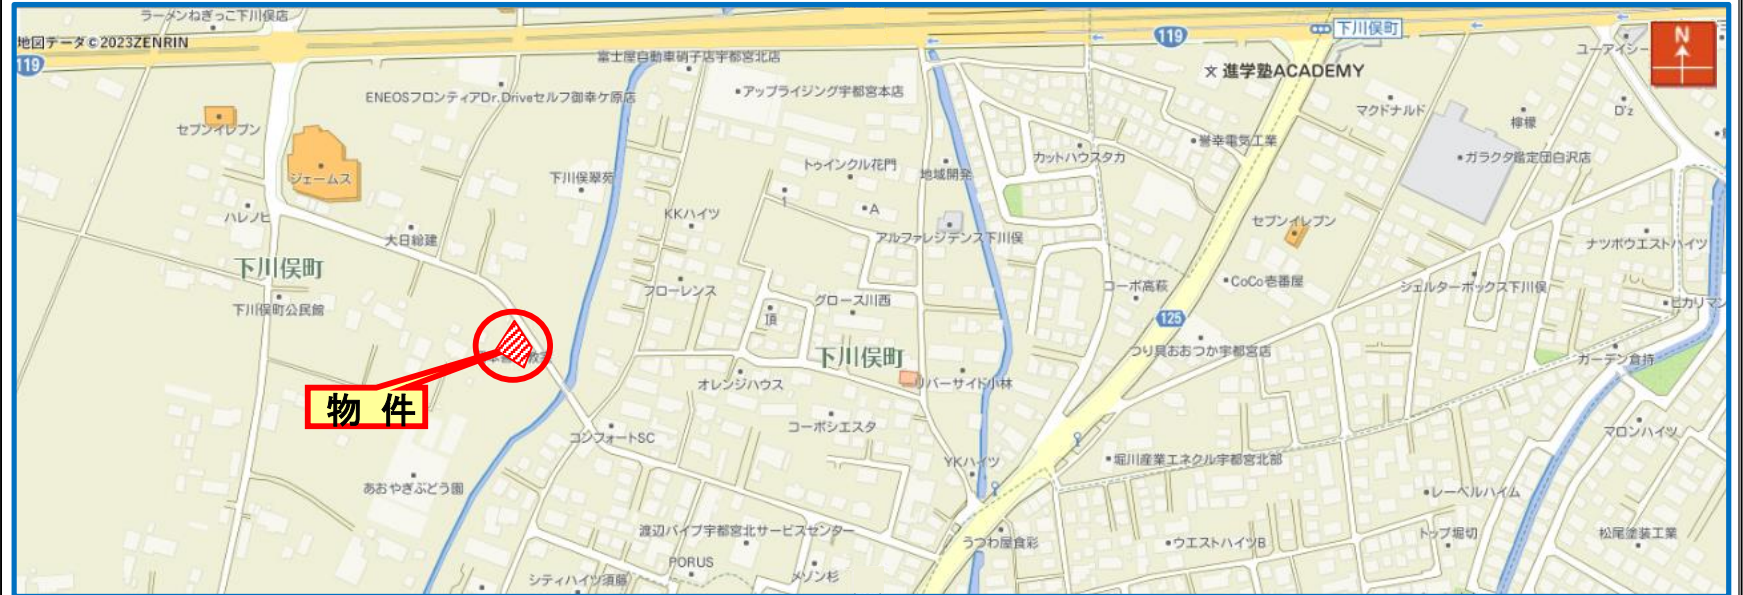 ラーメンねぎっこ下川俣店
地図データ©2023ZENRIN
119
119
下川俣町
ユーアイシー
N
富士屋自動車硝子店宇都宮北店
進学塾ACADEMY
ENEOSフロンティアDr.Driveセルフ御幸ケ原店
アップライジング宇都宮本店
マクドナルド
檸檬
D'z
セブンイレブン
誉幸電気工業
カットハウスタカ
ガラクタ鑑定団白沢店
トゥインクル花門
地域開発
ジェームス
下川俣翠苑
1
A
KKハイツ
ハレノヒ
大日総建
アルファレジデンス下川俣
セブンイレブン
ナツボウエストハイツ
下川俣町
下川俣町公民館
フローレンス
頂
グロース川西
コーポ高萩
CoCo壱番屋
シェルターボックス下川俣
ヒカリマン
125
つり具おおつか宇都宮店
下川俣町
オレンジハウス
リバーサイド小林
ガーデン倉持
物 件
コンフォートSC
コーポシエスタ
マロンハイツ
YKハイツ
堀川産業エネクル宇都宮北部
あおやぎぶどう園
レーベルハイム
渡辺パイプ宇都宮北サービスセンター
うつわ屋食彩
ウエストハイツB
トップ堀切
松尾塗装工業
PORUS
シティハイツ須藤
メゾン杉